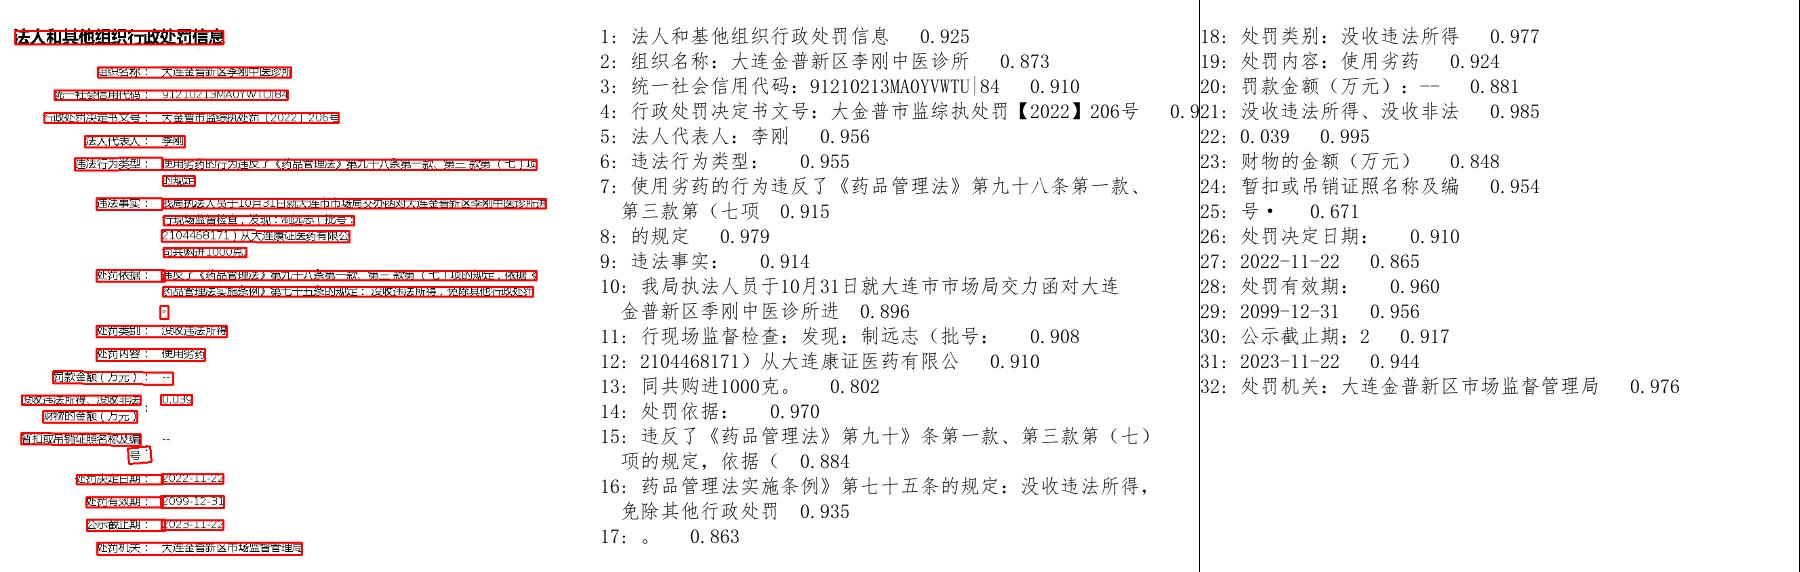 法人和其他组织行政处罚信息
组织名称： 大连金普新区李刚中医诊所
统一社会信用代码： 91210213MA0YVWTU|84
行政处罚决定书文号： 大金普市监综执处罚【2022】206号
法人代表人： 李刚
违法行为类型： 使用劣药的行为违反了《药品管理法》第九十八条第一款、第三款第（七）项
的规定
违法事实： 我局执法人员于10月31日就大连市市场局交办函对大连金普新区李刚中医诊所进
行现场监督检查，发现：制远志（批号：
2104468171）从大连康证医药有限公
司共购进1000克。
处罚依据： 违反了《药品管理法》第九十八条第一款、第三款第（七）项的规定，依据《
药品管理法实施条例》第七十五条的规定：没收违法所得，免除其他行政处罚
。
处罚类别： 没收违法所得
处罚内容： 使用劣药
罚款金额（万元）： --
没收违法所得、没收非法 0.039
财物的金额（万元） ：
暂扣或吊销证照名称及编 --
号 ：
处罚决定日期： 2022-11-22
处罚有效期： 2099-12-31
公示截止期： 2023-11-22
处罚机关： 大连金普新区市场监督管理局
1: 法人和基他组织行政处罚信息 0.925
2: 组织名称：大连金普新区李刚中医诊所 0.873
3: 统一社会信用代码：91210213MA0YVWTU|84 0.910
4: 行政处罚决定书文号：大金普市监综执处罚【2022】206号 0.9
5: 法人代表人：李刚 0.956
6: 违法行为类型： 0.955
7: 使用劣药的行为违反了《药品管理法》第九十八条第一款、
第三款第（七项 0.915
8: 的规定 0.979
9: 违法事实： 0.914
10: 我局执法人员于10月31日就大连市市场局交力函对大连
金普新区季刚中医诊所进 0.896
11: 行现场监督检查：发现：制远志（批号： 0.908
12: 2104468171）从大连康证医药有限公 0.910
13: 同共购进1000克。 0.802
14: 处罚依据： 0.970
15: 违反了《药品管理法》第九十》条第一款、第三款第（七）
项的规定，依据（ 0.884
16: 药品管理法实施条例》第七十五条的规定：没收违法所得，
免除其他行政处罚 0.935
17: 。 0.863
18: 处罚类别：没收违法所得 0.977
19: 处罚内容：使用劣药 0.924
20: 罚款金额（万元）：-- 0.881
21: 没收违法所得、没收非法 0.985
22: 0.039 0.995
23: 财物的金额（万元） 0.848
24: 暂扣或吊销证照名称及编 0.954
25: 号• 0.671
26: 处罚决定日期： 0.910
27: 2022-11-22 0.865
28: 处罚有效期： 0.960
29: 2099-12-31 0.956
30: 公示截止期：2 0.917
31: 2023-11-22 0.944
32: 处罚机关：大连金普新区市场监督管理局 0.976